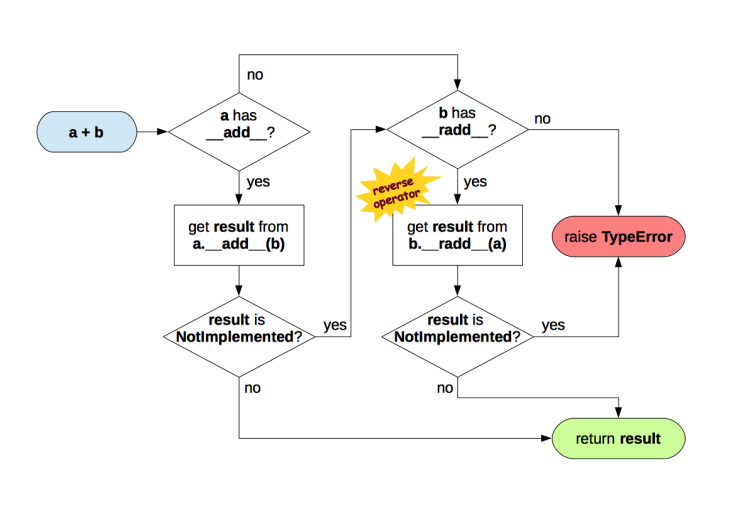 no
a has
__add__?
b has
__radd__?
no
a + b
yes
reverse
operator
yes
get result from
a.__add__(b)
get result from
b.__radd__(a)
raise TypeError
result is
NotImplemented?
yes
result is
NotImplemented?
yes
no
no
return result